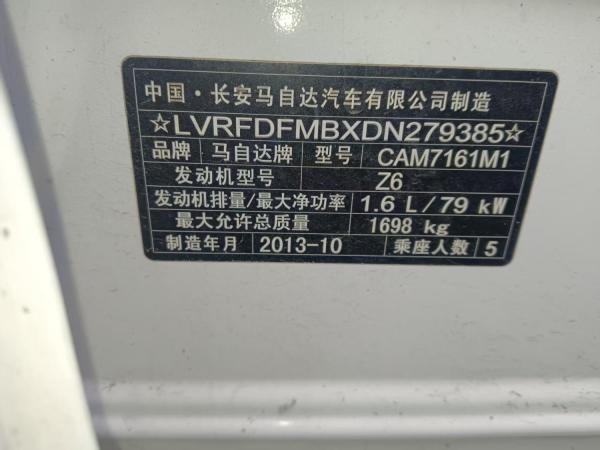 中国·长安马自达汽车有限公司制造
☆LVRFDFMBXDN279385☆
品牌 马自达牌 型号 CAM7161M1
发动机型号 Z6
发动机排量/最大净功率 1.6 L/79 kW
最大允许总质量 1698 kg
制造年月 2013-10 乘座人数 5